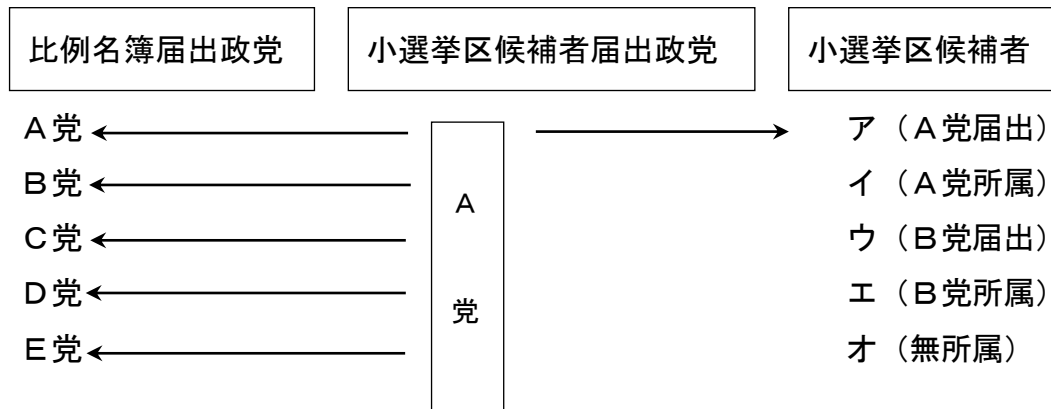 比例名簿届出政党 小選挙区候補者届出政党 小選挙区候補者
A党 ア（A党届出）
B党 イ（A党所属）
C党 ウ（B党届出）
D党 エ（B党所属）
E党 オ（無所属）
A
党